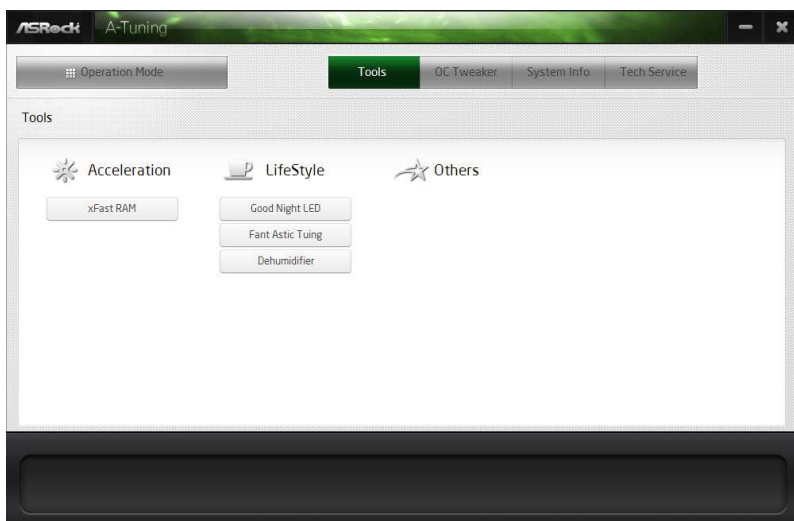 ASRock A-Tuning
Operation Mode Tools OC Tweaker System Info Tech Service
Tools
Acceleration LifeStyle Others
xFast RAM Good Night LED
Fant Astic Tuing
Dehumidifier